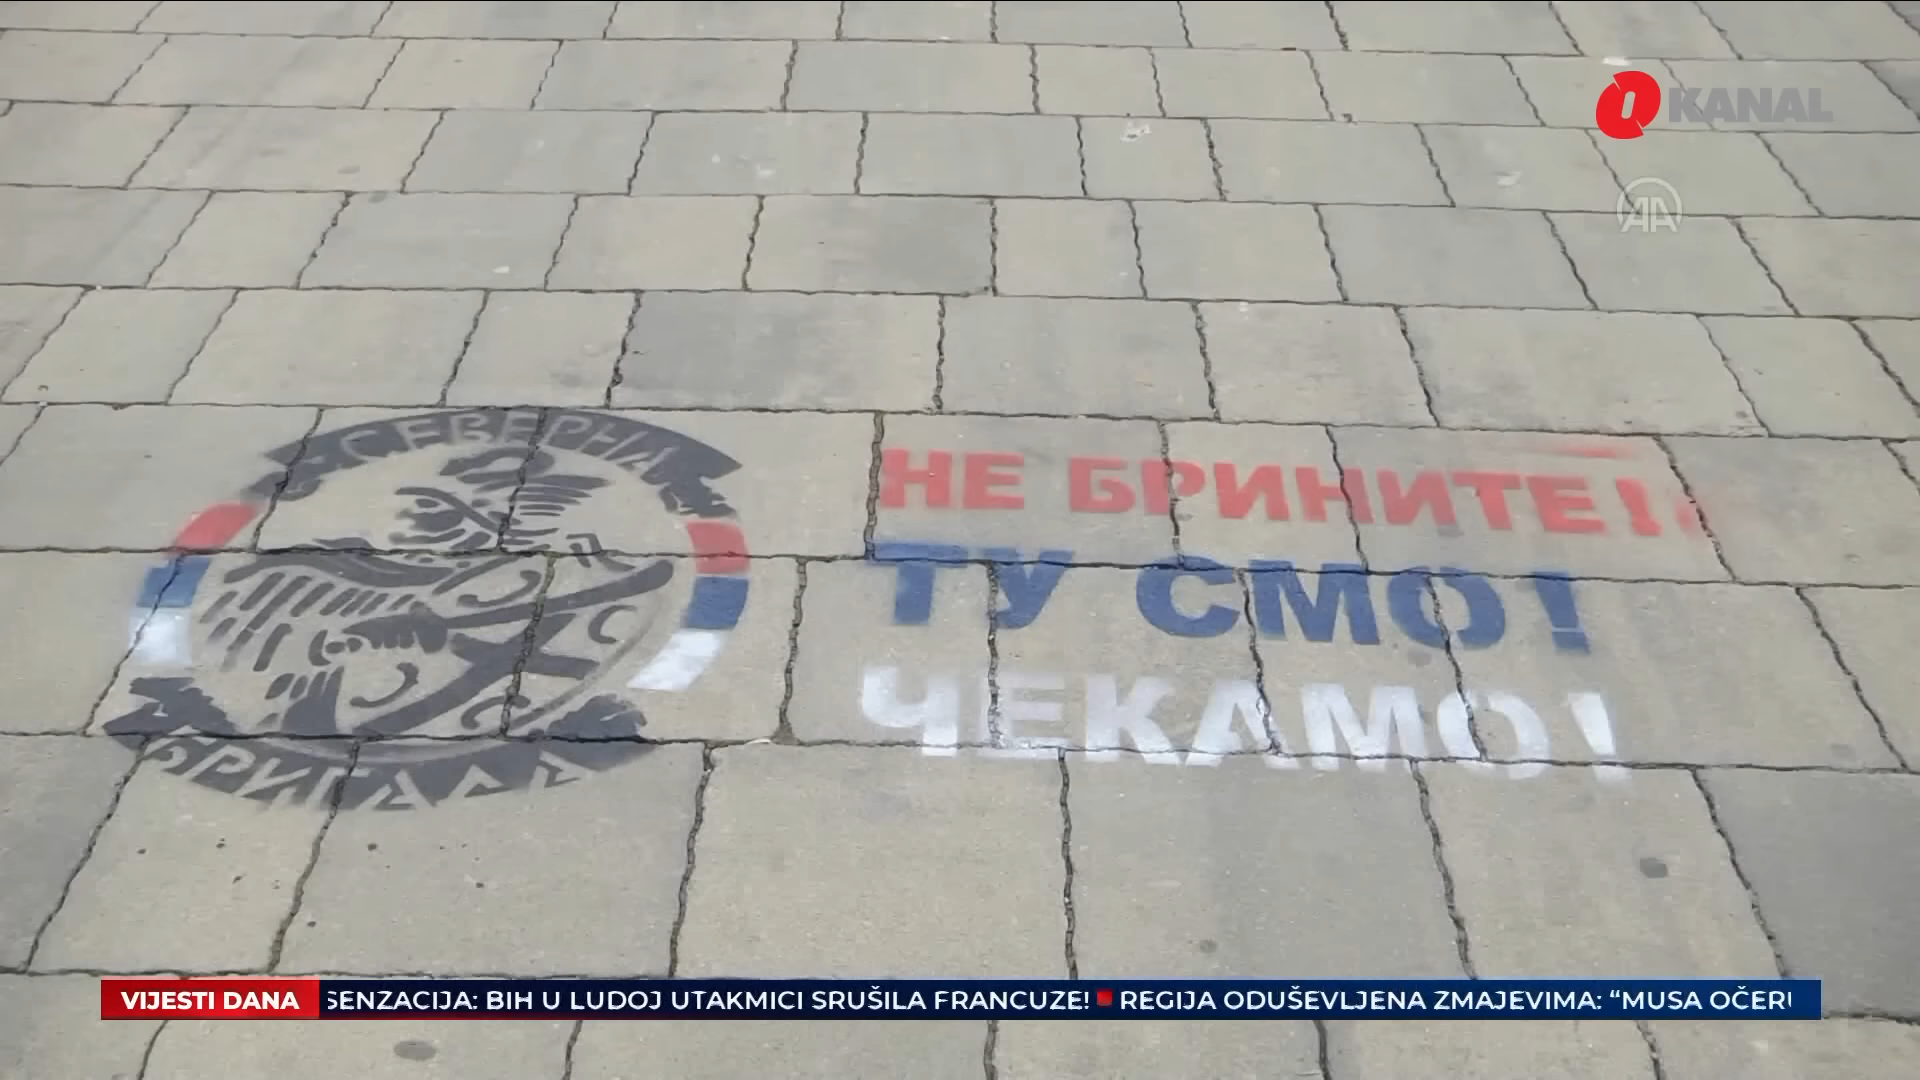 O KANAL
AA
СЕВЕРНА
БРИГАДА
НЕ БРИНИТЕ!
ТУ СМО!
ЧЕКАМО!
VIJESTI DANA
SENZACIJA: BIH U LUDOJ UTAKMICI SRUŠILA FRANCUZE! REGIJA ODUŠEVLJENA ZMAJEVIMA: “MUSA